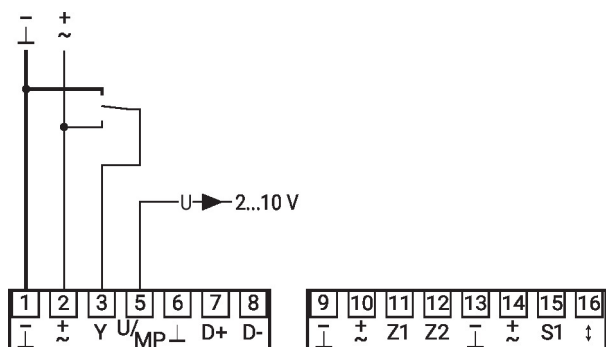 - +
⊥ ~
U 2...10 V
1 2 3 5 6 7 8 9 10 11 12 13 14 15 16
⊥ ± ~ Y U/MP ⊥ D+ D- ⊥ ± ~ Z1 Z2 ⊥ ± ~ S1 ↕